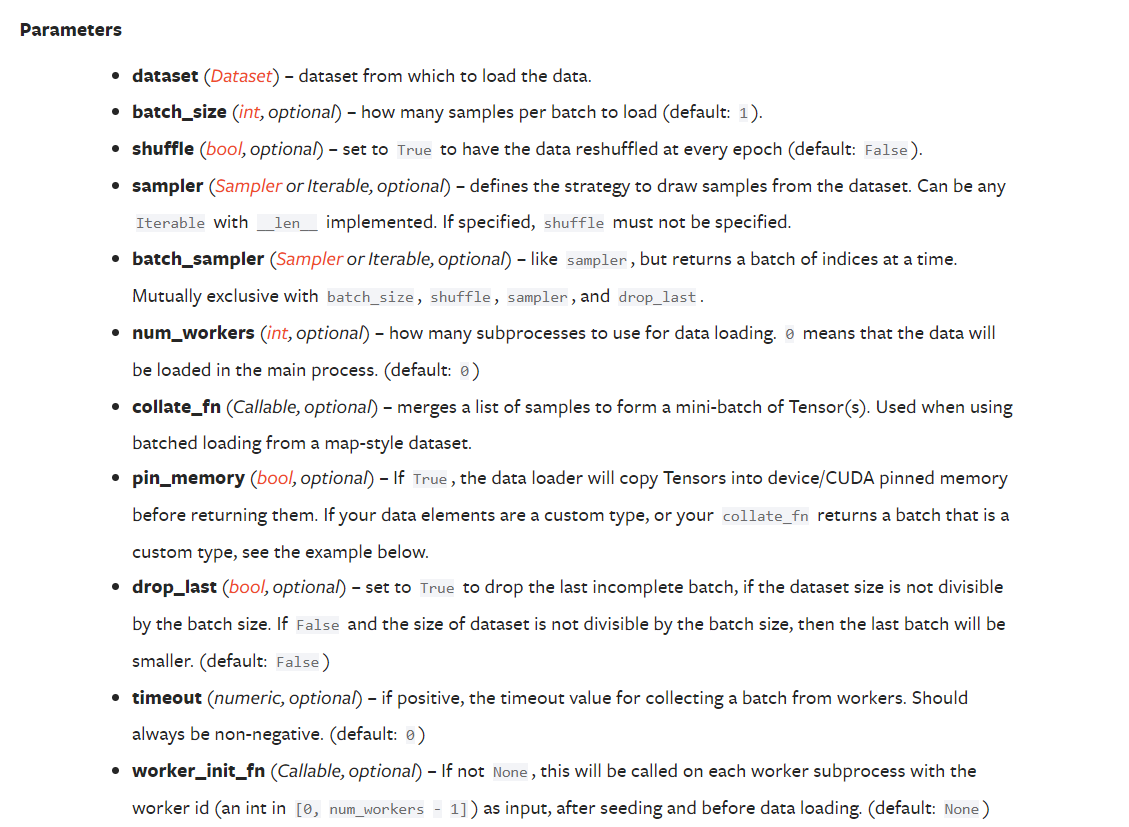 Parameters
• dataset (Dataset) – dataset from which to load the data.
• batch_size (int, optional) – how many samples per batch to load (default: 1).
• shuffle (bool, optional) – set to True to have the data reshuffled at every epoch (default: False).
• sampler (Sampler or Iterable, optional) – defines the strategy to draw samples from the dataset. Can be any
Iterable with __len__ implemented. If specified, shuffle must not be specified.
• batch_sampler (Sampler or Iterable, optional) – like sampler, but returns a batch of indices at a time.
Mutually exclusive with batch_size, shuffle, sampler, and drop_last.
• num_workers (int, optional) – how many subprocesses to use for data loading. 0 means that the data will
be loaded in the main process. (default: 0)
• collate_fn (Callable, optional) – merges a list of samples to form a mini-batch of Tensor(s). Used when using
batched loading from a map-style dataset.
• pin_memory (bool, optional) – If True, the data loader will copy Tensors into device/CUDA pinned memory
before returning them. If your data elements are a custom type, or your collate_fn returns a batch that is a
custom type, see the example below.
• drop_last (bool, optional) – set to True to drop the last incomplete batch, if the dataset size is not divisible
by the batch size. If False and the size of dataset is not divisible by the batch size, then the last batch will be
smaller. (default: False)
• timeout (numeric, optional) – if positive, the timeout value for collecting a batch from workers. Should
always be non-negative. (default: 0)
• worker_init_fn (Callable, optional) – If not None, this will be called on each worker subprocess with the
worker id (an int in [0, num_workers - 1]) as input, after seeding and before data loading. (default: None)